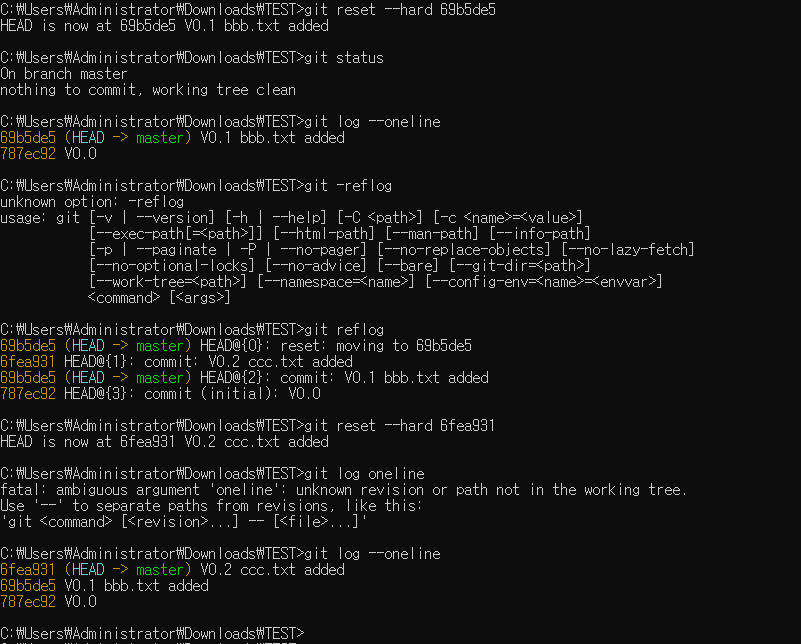 C:₩Users₩Administrator₩Downloads₩TEST>git reset --hard 69b5de5
HEAD is now at 69b5de5 V0.1 bbb.txt added
C:₩Users₩Administrator₩Downloads₩TEST>git status
On branch master
nothing to commit, working tree clean
C:₩Users₩Administrator₩Downloads₩TEST>git log --oneline
69b5de5 (HEAD -> master) V0.1 bbb.txt added
787ec92 V0.0
C:₩Users₩Administrator₩Downloads₩TEST>git -reflog
unknown option: -reflog
usage: git [-v | --version] [-h | --help] [-C <path>] [-c <name>=<value>]
[--exec-path[=<path>]] [--html-path] [--man-path] [--info-path]
[-p | --paginate | -P | --no-pager] [--no-replace-objects] [--no-lazy-fetch]
[--no-optional-locks] [--no-advice] [--bare] [--git-dir=<path>]
[--work-tree=<path>] [--namespace=<name>] [--config-env=<name>=<envvar>]
<command> [<args>]
C:₩Users₩Administrator₩Downloads₩TEST>git reflog
69b5de5 (HEAD -> master) HEAD@{0}: reset: moving to 69b5de5
6fea931 HEAD@{1}: commit: V0.2 ccc.txt added
69b5de5 (HEAD -> master) HEAD@{2}: commit: V0.1 bbb.txt added
787ec92 HEAD@{3}: commit (initial): V0.0
C:₩Users₩Administrator₩Downloads₩TEST>git reset --hard 6fea931
HEAD is now at 6fea931 V0.2 ccc.txt added
C:₩Users₩Administrator₩Downloads₩TEST>git log oneline
fatal: ambiguous argument 'oneline': unknown revision or path not in the working tree.
Use '--' to separate paths from revisions, like this:
'git <command> [<revision>...] -- [<file>...]'
C:₩Users₩Administrator₩Downloads₩TEST>git log --oneline
6fea931 (HEAD -> master) V0.2 ccc.txt added
69b5de5 V0.1 bbb.txt added
787ec92 V0.0
C:₩Users₩Administrator₩Downloads₩TEST>